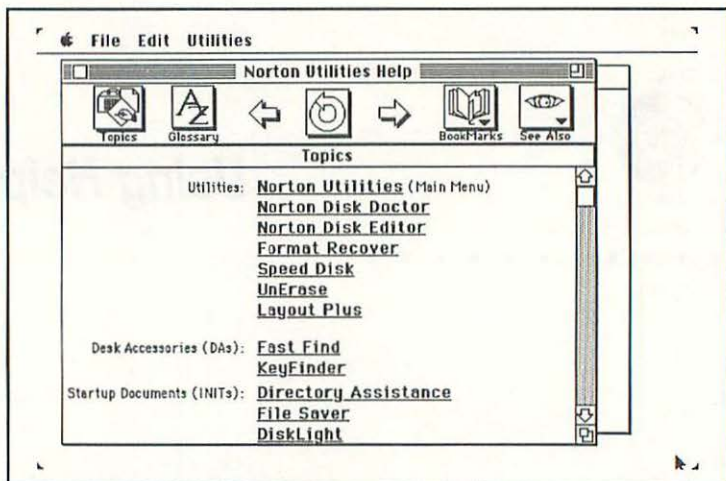 File Edit Utilities
Norton Utilities Help
Topics Glossary BookMarks See Also
Topics
Utilities: Norton Utilities (Main Menu)
Norton Disk Doctor
Norton Disk Editor
Format Recover
Speed Disk
UnErase
Layout Plus
Desk Accessories (DAs): Fast Find
KeyFinder
Startup Documents (INITs): Directory Assistance
File Saver
DiskLight
Using Help